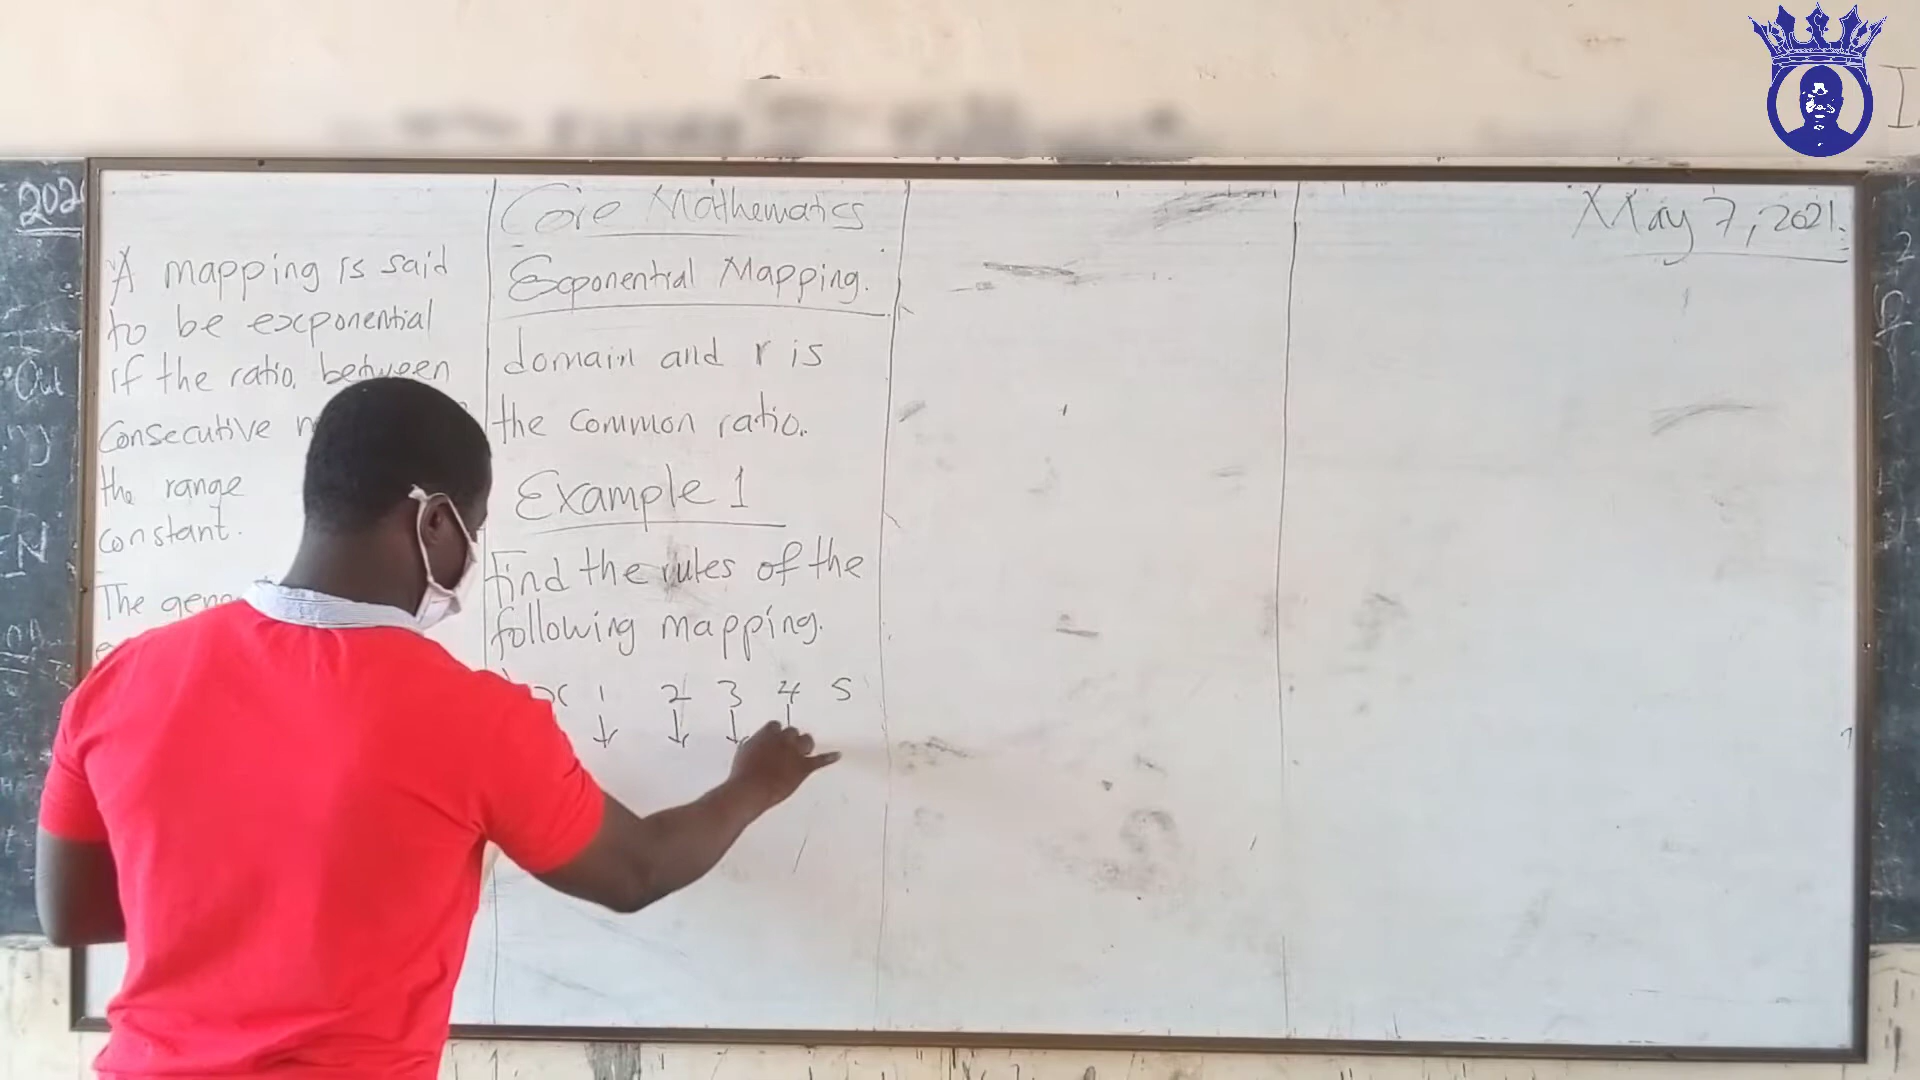 2020
A mapping is said
to be exponential
if the ratio between
Consecutive
the range
constant.
The
Core Mathematics
Exponential Mapping.
domain and r is
the common ratio.
Example 1
Find the rules of the
following mapping.
x 1 2 3 4 5
↓ ↓ ↓
May 7, 2021.
Out